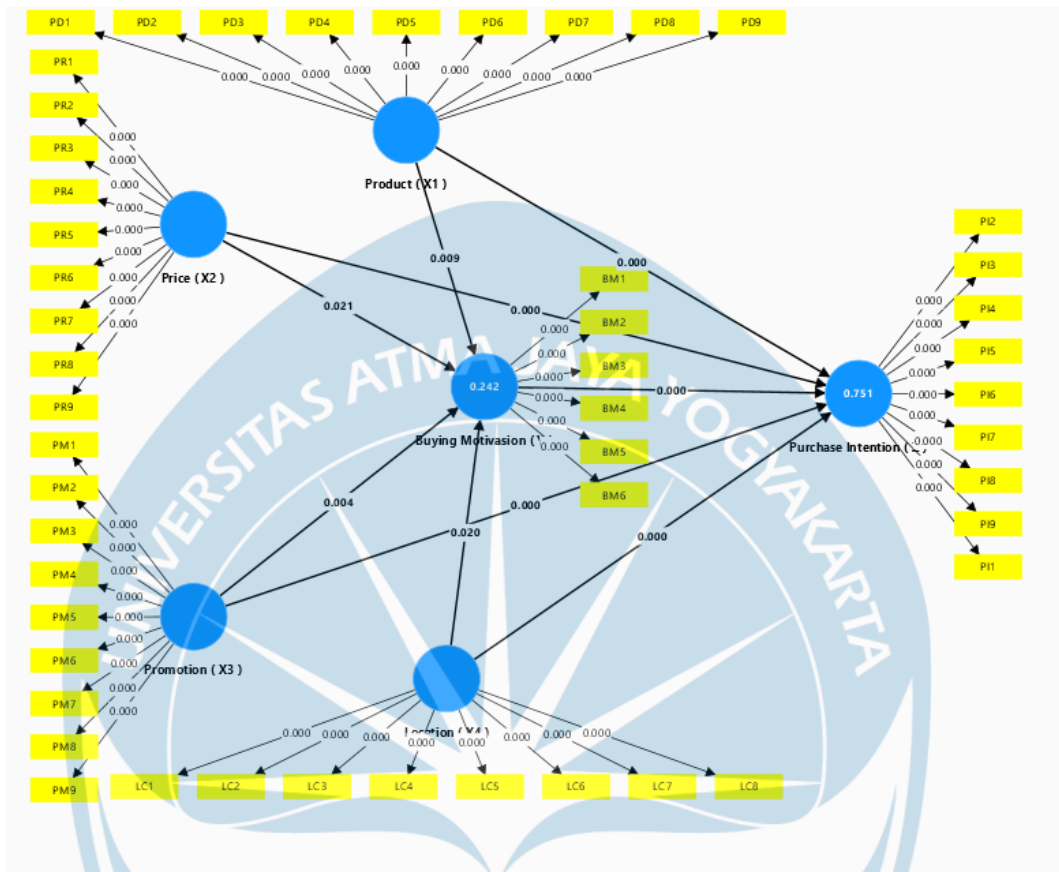 PD1 PD2 PD3 PD4 PD5 PD6 PD7 PD8 PD9
0.000 0.000 0.000 0.000 0.000 0.000 0.000 0.000 0.000
Product ( X1 )
PR1
PR2
PR3
PR4
PR5
PR6
PR7
PR8
PR9
0.000
0.000
0.000
0.000
0.000
0.000
0.000
0.000
0.000
Price ( X2 )
0.009
0.000
0.021
0.000
BM1
BM2
BM3
BM4
BM5
BM6
0.000
0.000
0.000
0.000
0.000
0.000
0.242
Buying Motivasion (
0.000
0.751
Purchase Intention (
PI2
PI3
PI4
PI5
PI6
PI7
PI8
PI9
PI1
0.000
0.000
0.000
0.000
0.000
0.000
0.000
0.000
0.000
PM1
PM2
PM3
PM4
PM5
PM6
PM7
PM8
PM9
0.000
0.000
0.000
0.000
0.000
0.000
0.000
0.000
0.000
Promotion ( X3 )
0.004
0.000
0.020
0.000
Location ( X4 )
0.000 0.000 0.000 0.000 0.000 0.000 0.000 0.000
LC1 LC2 LC3 LC4 LC5 LC6 LC7 LC8
UNIVERSITAS ATMA JAYA YOGYAKARTA